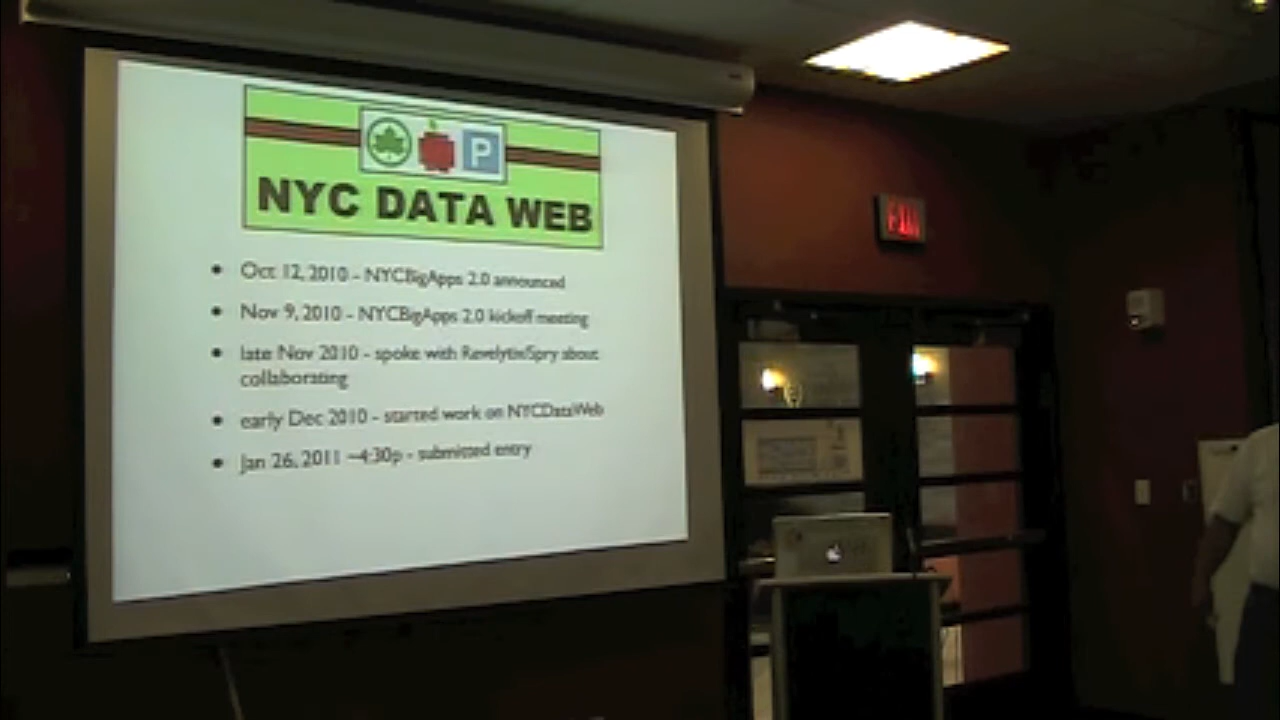 P
NYC DATA WEB
• Oct 12, 2010 - NYCBigApps 2.0 announced
• Nov 9, 2010 - NYCBigApps 2.0 kickoff meeting
• late Nov 2010 - spoke with Revelytix/Spry about
collaborating
• early Dec 2010 - started work on NYCDataWeb
• Jan 26, 2011 ~4:30p - submitted entry